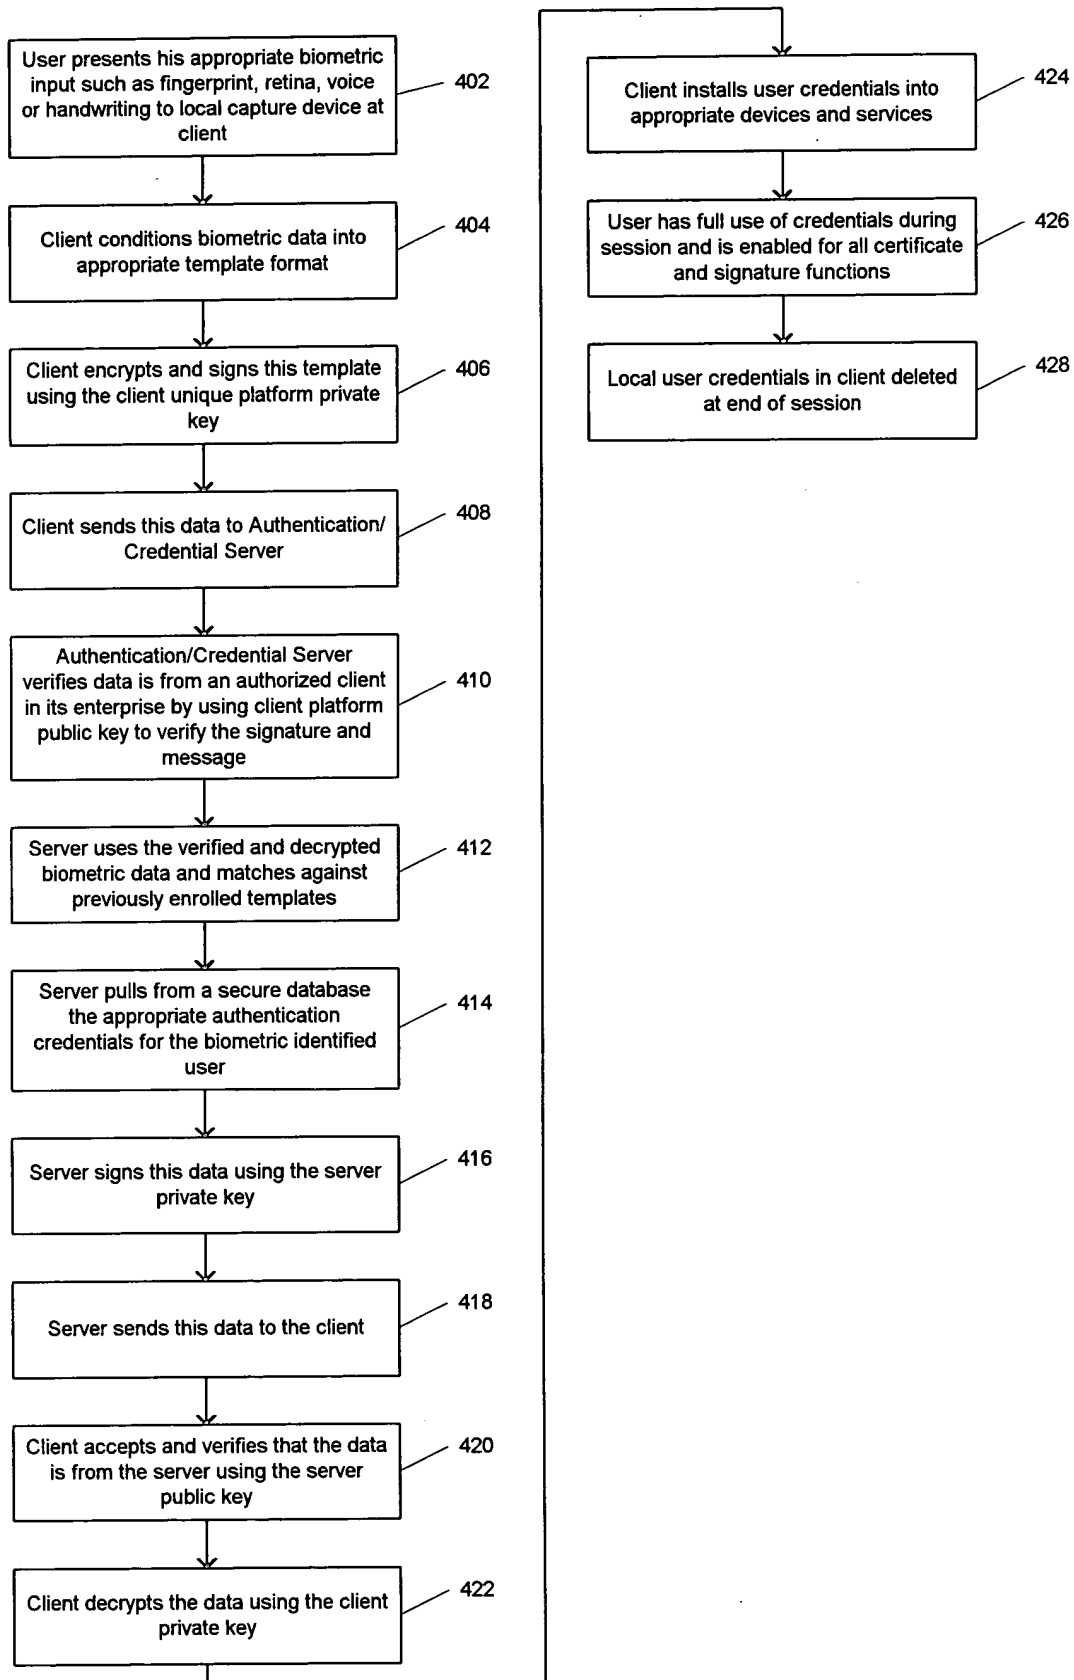 User presents his appropriate biometric
input such as fingerprint, retina, voice
or handwriting to local capture device at
client
402
Client conditions biometric data into
appropriate template format
404
Client encrypts and signs this template
using the client unique platform private
key
406
Client sends this data to Authentication/
Credential Server
408
Authentication/Credential Server
verifies data is from an authorized client
in its enterprise by using client platform
public key to verify the signature and
message
410
Server uses the verified and decrypted
biometric data and matches against
previously enrolled templates
412
Server pulls from a secure database
the appropriate authentication
credentials for the biometric identified
user
414
Server signs this data using the server
private key
416
Server sends this data to the client
418
Client accepts and verifies that the data
is from the server using the server
public key
420
Client decrypts the data using the client
private key
422
Client installs user credentials into
appropriate devices and services
424
User has full use of credentials during
session and is enabled for all certificate
and signature functions
426
Local user credentials in client deleted
at end of session
428